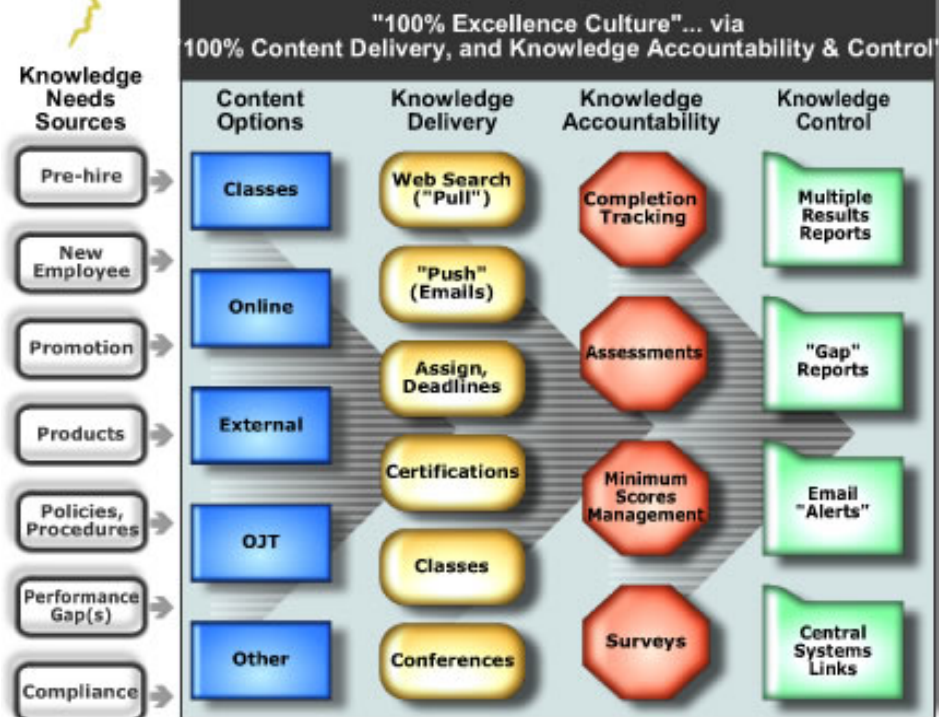 "100% Excellence Culture"... via
"100% Content Delivery, and Knowledge Accountability & Control"
Knowledge
Needs
Sources
Pre-hire
New
Employee
Promotion
Products
Policies,
Procedures
Performance
Gap(s)
Compliance
Content
Options
Classes
Online
External
OJT
Other
Knowledge
Delivery
Web Search
("Pull")
"Push"
(Emails)
Assign,
Deadlines
Certifications
Classes
Conferences
Knowledge
Accountability
Completion
Tracking
Assessments
Minimum
Scores
Management
Surveys
Knowledge
Control
Multiple
Results
Reports
"Gap"
Reports
Email
"Alerts"
Central
Systems
Links